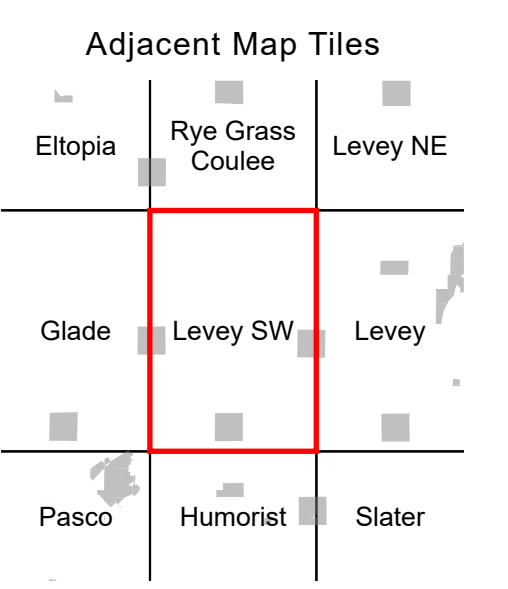 Adjacent Map Tiles
Eltopia
Rye Grass
Coulee
Levey NE
Glade
Levey SW
Levey
Pasco
Humorist
Slater